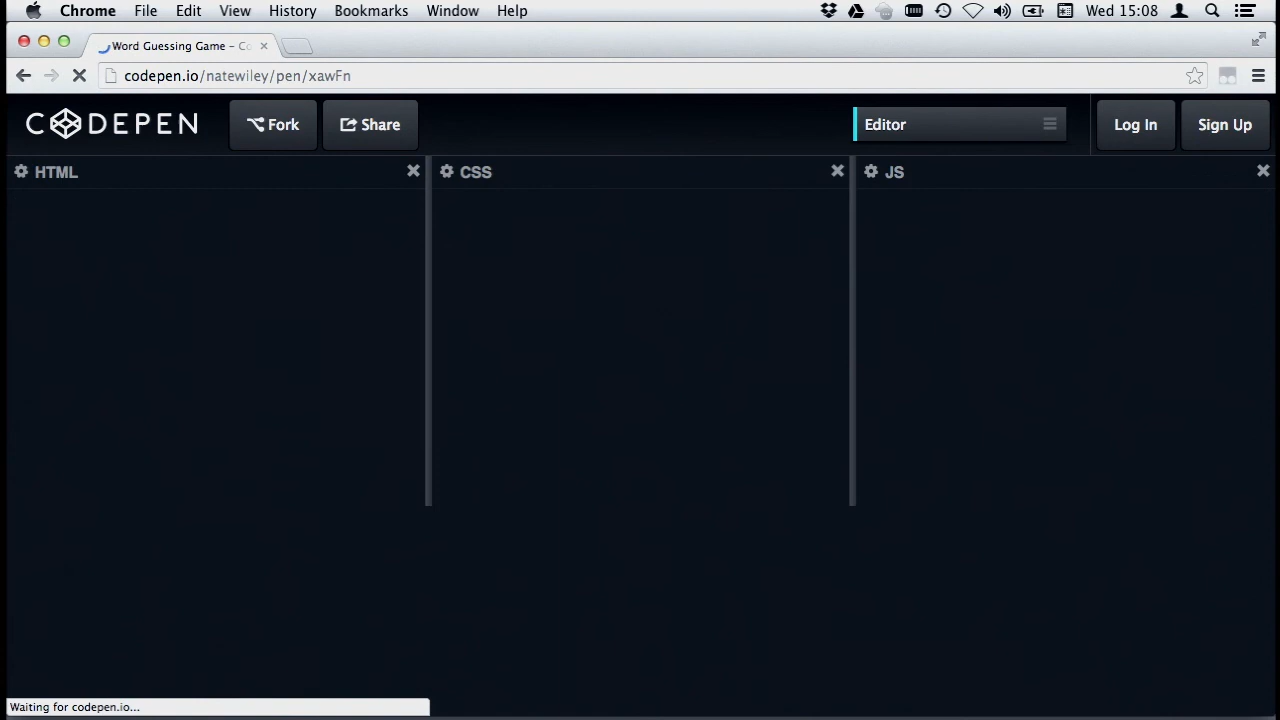 Chrome File Edit View History Bookmarks Window Help Wed 15:08
Word Guessing Game - Co
codepen.io/natewiley/pen/xawFn
CODEPEN Fork Share Editor Log In Sign Up
HTML CSS JS
Waiting for codepen.io...